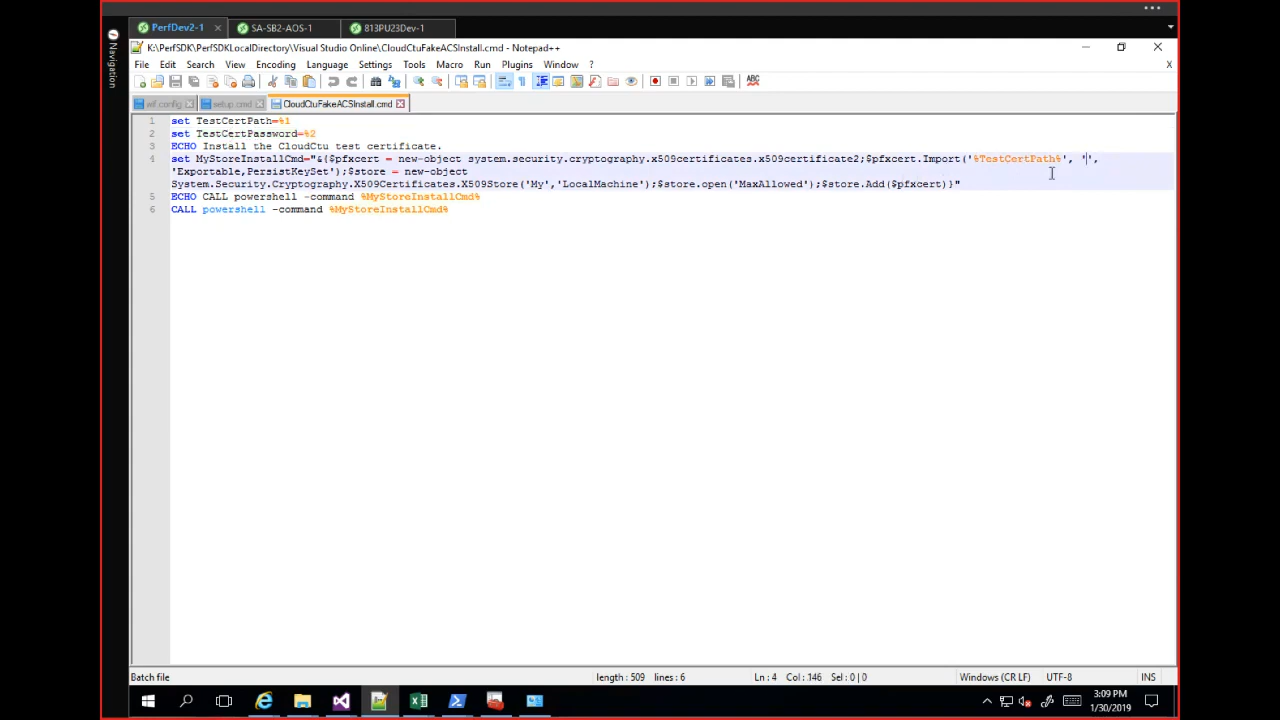 PerfDev2-1
SA-SB2-AOS-1
813PU23Dev-1
Navigation
K:\PerfSDK\PerfSDKLocalDirectory\Visual Studio Online\CloudCtuFakeACSInstall.cmd - Notepad++
File Edit Search View Encoding Language Settings Tools Macro Run Plugins Window ? X
aif.config setup.cmd CloudCtuFakeACSInstall.cmd
1 set TestCertPath=%1
2 set TestCertPassword=%2
3 ECHO Install the CloudCtu test certificate.
4 set MyStoreInstallCmd="&{$pfxcert = new-object system.security.cryptography.x509certificates.x509certificate2;$pfxcert.Import('%TestCertPath%', '',
'Exportable,PersistKeySet');$store = new-object
System.Security.Cryptography.X509Certificates.X509Store('My','LocalMachine');$store.open('MaxAllowed');$store.Add($pfxcert)}"
5 ECHO CALL powershell -command %MyStoreInstallCmd%
6 CALL powershell -command %MyStoreInstallCmd%
Batch file length : 509 lines : 6 Ln : 4 Col : 146 Sel : 0 | 0 Windows (CR LF) UTF-8 INS
3:09 PM
1/30/2019